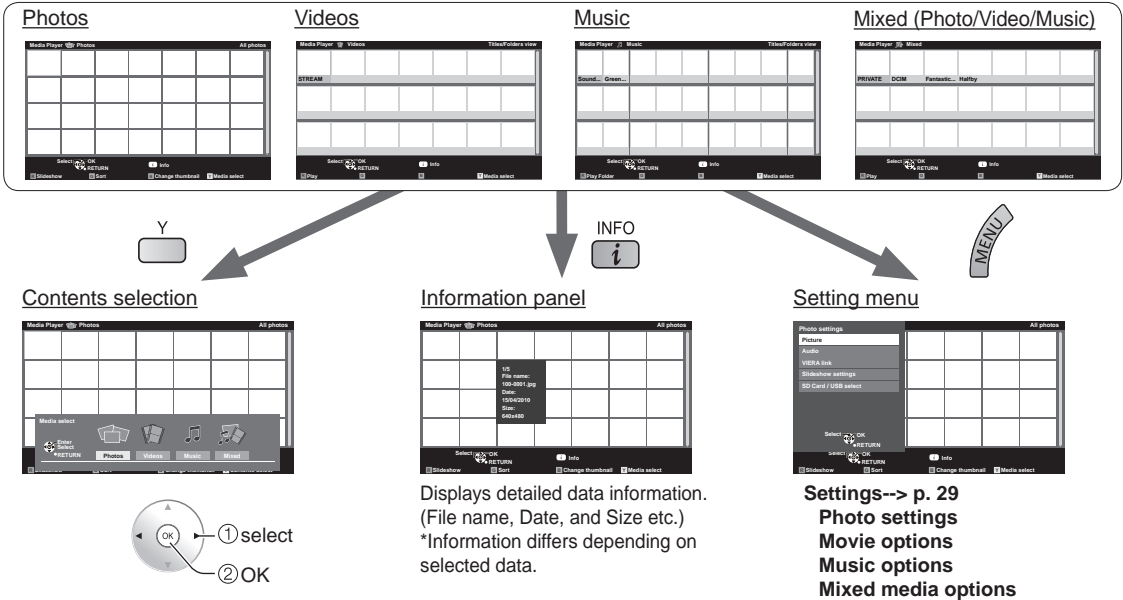 Photos
Videos
Music
Mixed (Photo/Video/Music)
Media Player Photos All photos
Select OK
RETURN
i Info
Slideshow
Sort
Change thumbnail
Media select
Media Player Videos Titles/Folders view
STREAM
Select OK
RETURN
i Info
Play
Media select
Media Player Music Titles/Folders view
Sound... Green...
Select OK
RETURN
i Info
Play Folder
Media select
Media Player Mixed
PRIVATE DCIM Fantastic... Halfby
Select OK
RETURN
i Info
Play
Media select
Y
INFO
i
MENU
Contents selection
Media Player Photos All photos
Media select
Enter
Select
RETURN
Photos Videos Music Mixed
OK
①select
②OK
Information panel
Media Player Photos All photos
1/5
File name:
100-0001.jpg
Date:
15/04/2010
Size:
640x480
Select OK
RETURN
i Info
Slideshow
Sort
Change thumbnail
Media select
Displays detailed data information.
(File name, Date, and Size etc.)
*Information differs depending on
selected data.
Setting menu
Photo settings All photos
Picture
Audio
VIERA link
Slideshow settings
SD Card / USB select
Select OK
RETURN
Select OK
RETURN
i Info
Slideshow
Sort
Change thumbnail
Media select
Settings--> p. 29
Photo settings
Movie options
Music options
Mixed media options